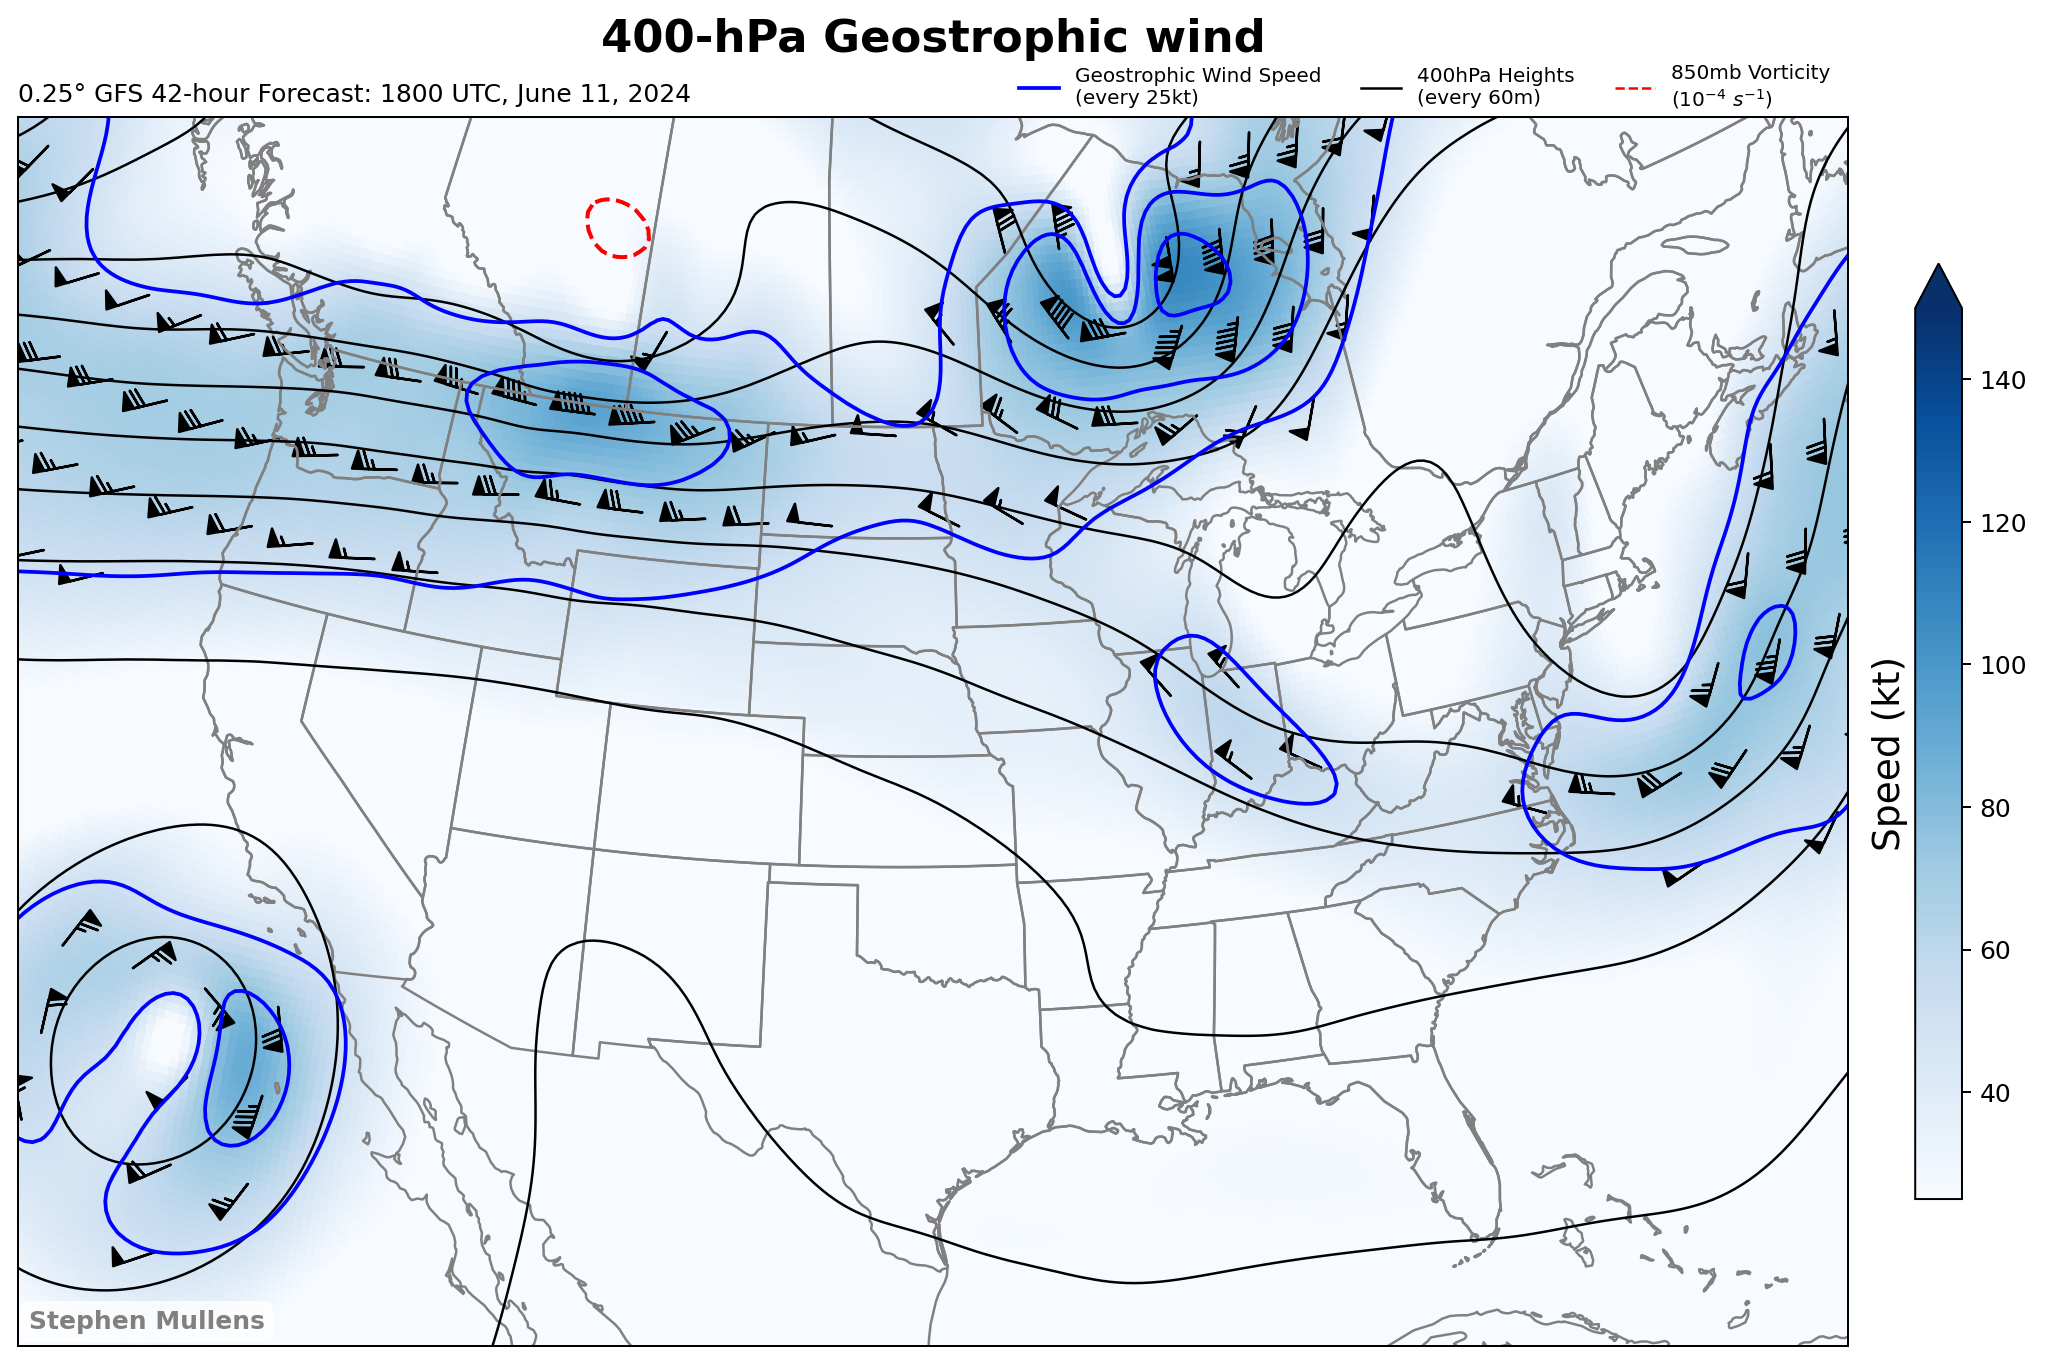 400-hPa Geostrophic wind
0.25° GFS 42-hour Forecast: 1800 UTC, June 11, 2024
Geostrophic Wind Speed
(every 25kt)
400hPa Heights
(every 60m)
850mb Vorticity
(10⁻⁴ s⁻¹)
140
120
100
80
60
40
Speed (kt)
Stephen Mullens